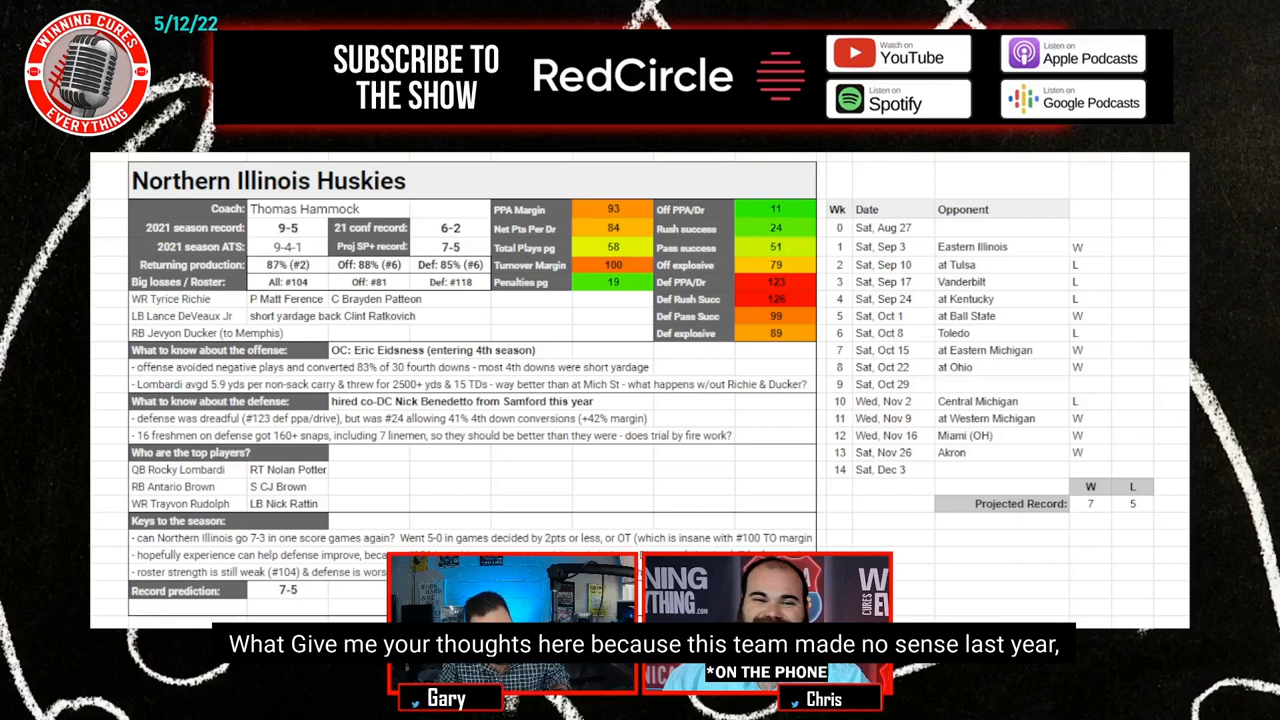 WINNING CURES
EVERYTHING
5/12/22
SUBSCRIBE TO
THE SHOW
RedCircle
Watch on
YouTube
Listen on
Apple Podcasts
Listen on
Spotify
Listen on
Google Podcasts
Northern Illinois Huskies
Coach: Thomas Hammock PPA Margin 93 Off PPA/Dr 11
2021 season record: 9-5 21 conf record: 6-2 Net Pts Per Dr 84 Rush success 24
2021 season ATS: 9-4-1 Proj SP+ record: 7-5 Total Plays pg 58 Pass success 51
Returning production: 87% (#2) Off: 88% (#6) Def: 85% (#6) Turnover Margin 100 Off explosive 79
Big losses / Roster: All: #104 Off: #81 Def: #118 Penalties pg 19 Def PPA/Dr 123
WR Tyrice Richie P Matt Ference C Brayden Patteon Def Rush Succ 126
LB Lance DeVeaux Jr short yardage back Clint Ratkovich Def Pass Succ 99
RB Jevyon Ducker (to Memphis) Def explosive 89
What to know about the offense: OC: Eric Eidsness (entering 4th season)
- offense avoided negative plays and converted 83% of 30 fourth downs - most 4th downs were short yardage
- Lombardi avgd 5.9 yds per non-sack carry & threw for 2500+ yds & 15 TDs - way better than at Mich St - what happens w/out Richie & Ducker?
What to know about the defense: hired co-DC Nick Benedetto from Samford this year
- defense was dreadful (#123 def ppa/drive), but was #24 allowing 41% 4th down conversions (+42% margin)
- 16 freshmen on defense got 160+ snaps, including 7 linemen, so they should be better than they were - does trial by fire work?
Who are the top players?
QB Rocky Lombardi RT Nolan Potter
RB Antario Brown S CJ Brown
WR Trayvon Rudolph LB Nick Rattin
Keys to the season:
- can Northern Illinois go 7-3 in one score games again? Went 5-0 in games decided by 2pts or less, or OT (which is insane with #100 TO margin
- hopefully experience can help defense improve, beca
- roster strength is still weak (#104) & defense is wors
Record prediction: 7-5
Wk Date Opponent
0 Sat, Aug 27
1 Sat, Sep 3 Eastern Illinois W
2 Sat, Sep 10 at Tulsa L
3 Sat, Sep 17 Vanderbilt L
4 Sat, Sep 24 at Kentucky L
5 Sat, Oct 1 at Ball State W
6 Sat, Oct 8 Toledo L
7 Sat, Oct 15 at Eastern Michigan W
8 Sat, Oct 22 at Ohio W
9 Sat, Oct 29
10 Wed, Nov 2 Central Michigan L
11 Wed, Nov 9 at Western Michigan W
12 Wed, Nov 16 Miami (OH) W
13 Sat, Nov 26 Akron W
14 Sat, Dec 3
W L
Projected Record: 7 5
What Give me your thoughts here because this team made no sense last year,
*ON THE PHONE
Gary
Chris